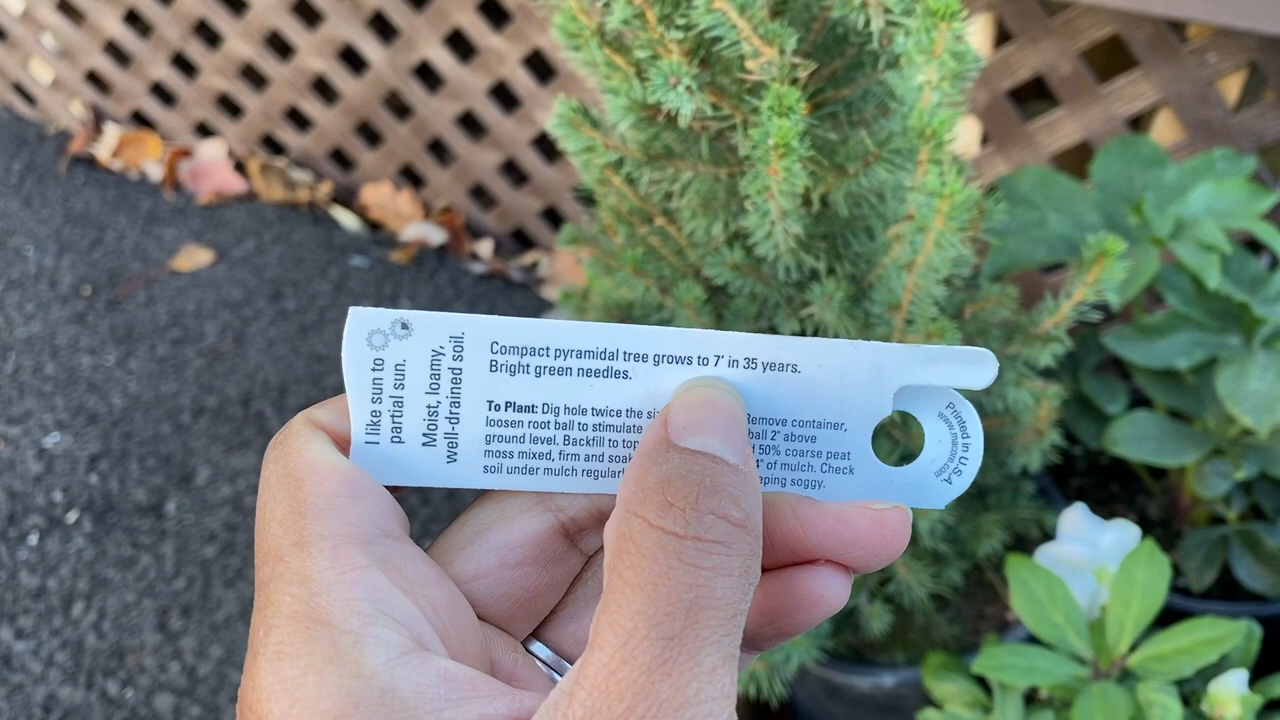 I like sun to
partial sun.
Moist, loamy,
well-drained soil.
Compact pyramidal tree grows to 7' in 35 years.
Bright green needles.
To Plant: Dig hole twice the Remove container,
loosen root ball to stimulate ball 2" above
ground level. Backfill to top 50% coarse peat
moss mixed, firm and soak of mulch. Check
soil under mulch soggy.
Printed in U.S.A.
www.macore.com